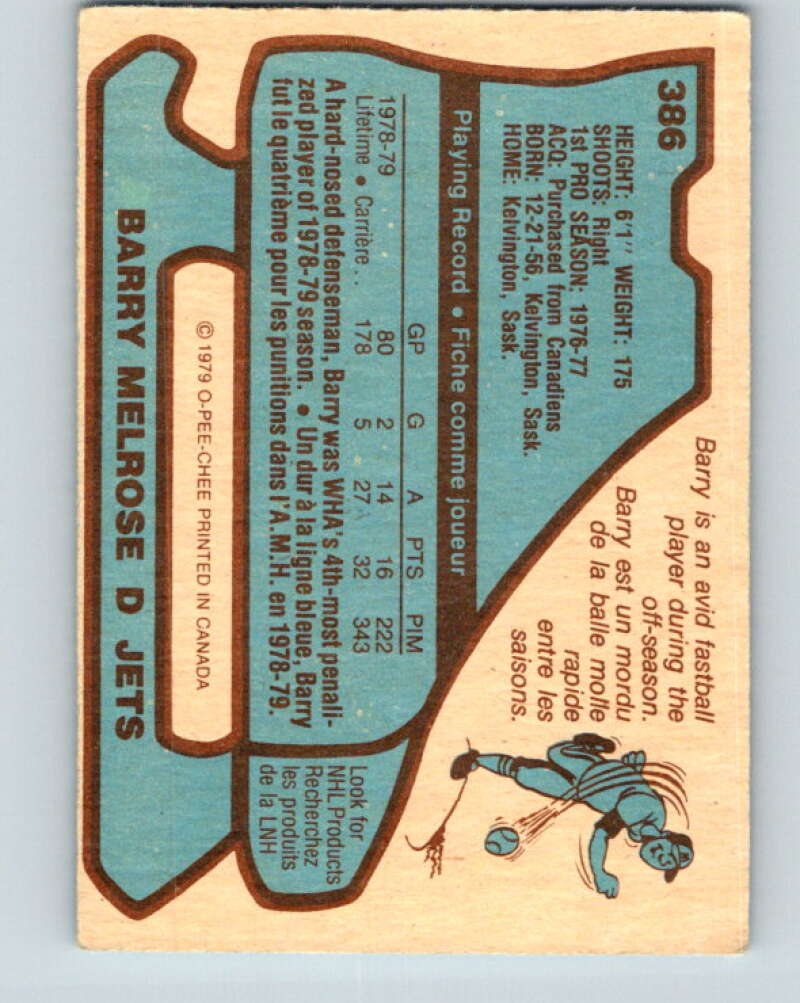 386
HEIGHT: 6'1" WEIGHT: 175
SHOOTS: Right
1st PRO SEASON: 1976-77
ACQ: Purchased from Canadiens
BORN: 12-21-56, Kelvington, Sask.
HOME: Kelvington, Sask.
Barry is an avid fastball
player during the
off-season.
Barry est un mordu
de la balle molle
rapide
entre les
saisons.
Playing Record • Fiche comme joueur
GP G A PTS PIM
1978-79 80 2 14 16 222
Lifetime • Carrière . . 178 5 27 32 343
A hard-nosed defenseman, Barry was WHA's 4th-most penali-
zed player of 1978-79 season. • Un dur à la ligne bleue, Barry
fut le quatrième pour les punitions dans l'A.M.H. en 1978-79.
Look for
NHL Products
Recherchez
les produits
de la LNH
© 1979 O-PEE-CHEE PRINTED IN CANADA
BARRY MELROSE D JETS